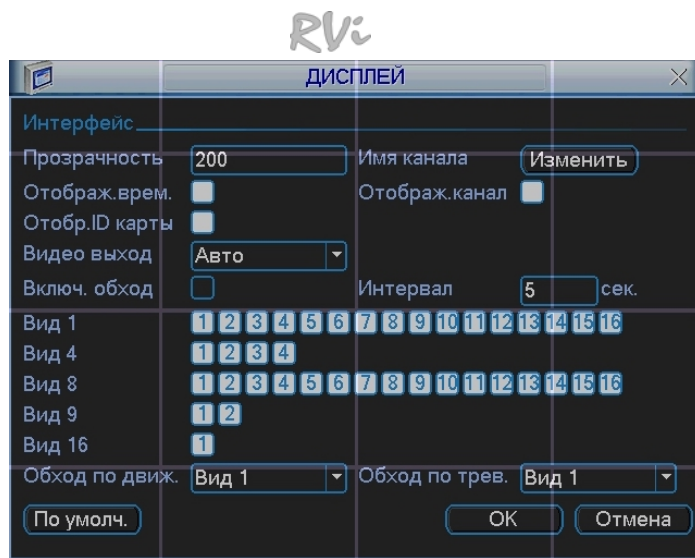 RVi
ДИСПЛЕЙ
Интерфейс
Прозрачность 200 Имя канала Изменить
Отображ.врем. Отображ.канал
Отобр.ID карты
Видео выход Авто
Включ. обход Интервал 5 сек.
Вид 1 1 2 3 4 5 6 7 8 9 10 11 12 13 14 15 16
Вид 4 1 2 3 4
Вид 8 1 2 3 4 5 6 7 8 9 10 11 12 13 14 15 16
Вид 9 1 2
Вид 16 1
Обход по движ. Вид 1 Обход по трев. Вид 1
По умолч. OK Отмена